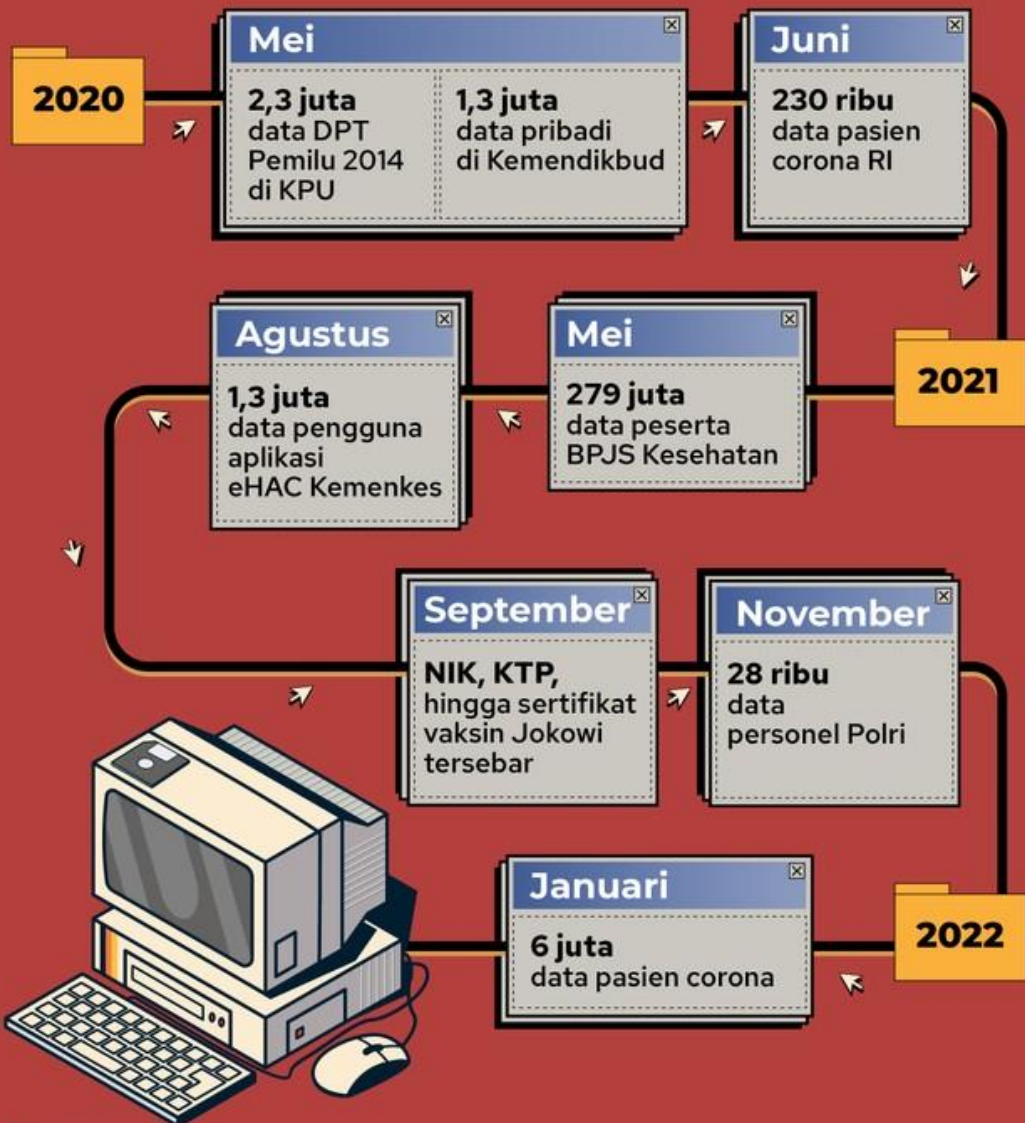 2020
Mei
2,3 juta
data DPT
Pemilu 2014
di KPU
1,3 juta
data pribadi
di Kemendikbud
Juni
230 ribu
data pasien
corona RI
2021
Mei
279 juta
data peserta
BPJS Kesehatan
Agustus
1,3 juta
data pengguna
aplikasi
eHAC Kemenkes
September
NIK, KTP,
hingga sertifikat
vaksin Jokowi
tersebar
November
28 ribu
data
personel Polri
2022
Januari
6 juta
data pasien corona